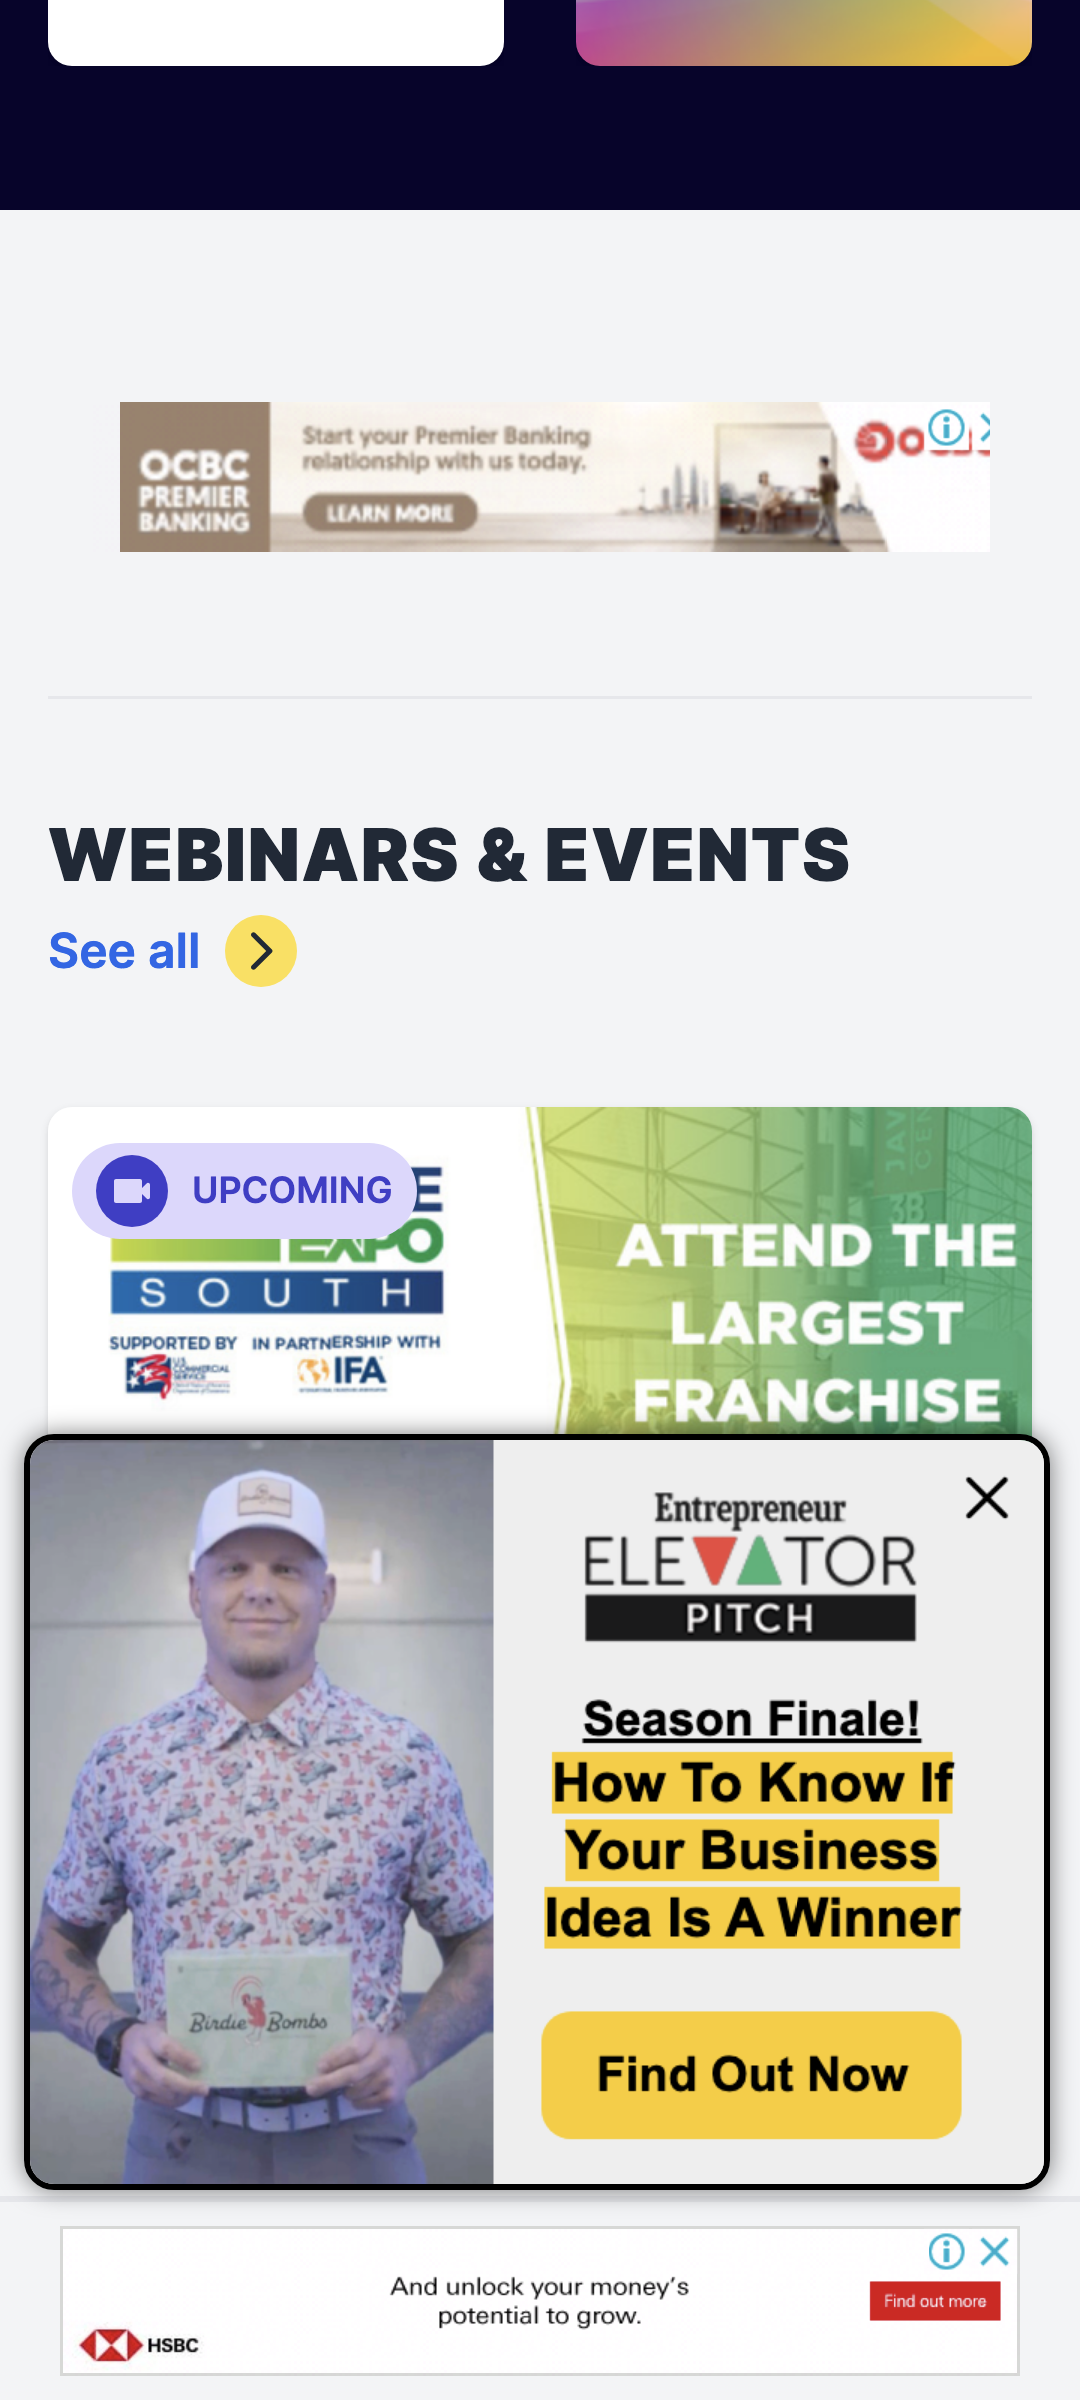 OCBC
PREMIER
BANKING
Start your Premier Banking
relationship with us today.
LEARN MORE
WEBINARS & EVENTS
See all
UPCOMING
E
EXPO
SOUTH
SUPPORTED BY
IN PARTNERSHIP WITH
U.S.
COMMERCIAL
SERVICE
IFA
ATTEND THE
LARGEST
FRANCHISE
Entrepreneur
ELEVATOR
PITCH
Season Finale!
How To Know If
Your Business
Idea Is A Winner
Birdie Bombs
Find Out Now
And unlock your money's
potential to grow.
Find out more
HSBC